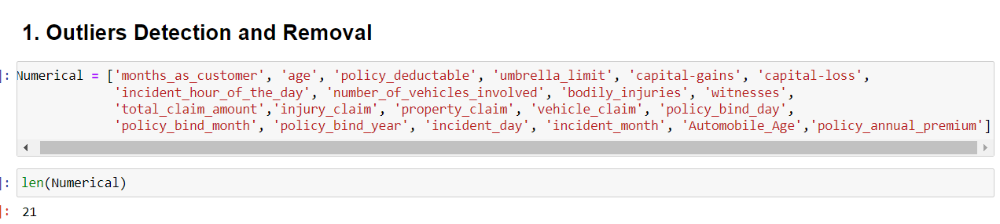 1. Outliers Detection and Removal
]: Numerical = ['months_as_customer', 'age', 'policy_deductable', 'umbrella_limit', 'capital-gains', 'capital-loss',
'incident_hour_of_the_day', 'number_of_vehicles_involved', 'bodily_injuries', 'witnesses',
'total_claim_amount','injury_claim', 'property_claim', 'vehicle_claim', 'policy_bind_day',
'policy_bind_month', 'policy_bind_year', 'incident_day', 'incident_month', 'Automobile_Age','policy_annual_premium']
]: len(Numerical)
]: 21